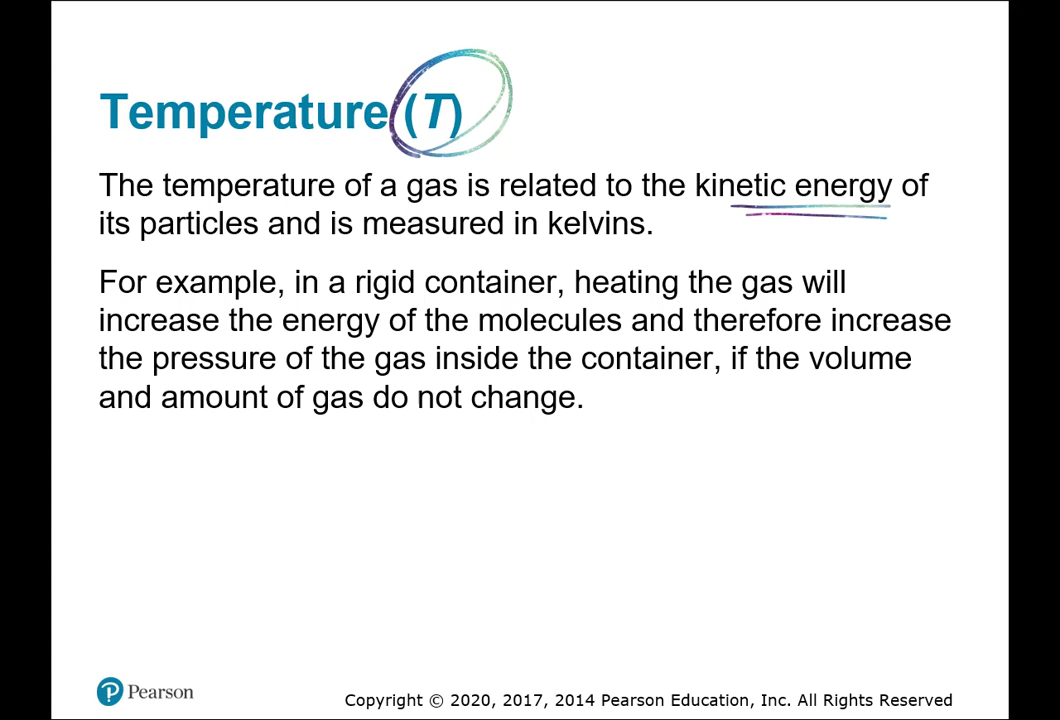 Temperature (T)
The temperature of a gas is related to the kinetic energy of
its particles and is measured in kelvins.
For example, in a rigid container, heating the gas will
increase the energy of the molecules and therefore increase
the pressure of the gas inside the container, if the volume
and amount of gas do not change.
P Pearson
Copyright © 2020, 2017, 2014 Pearson Education, Inc. All Rights Reserved